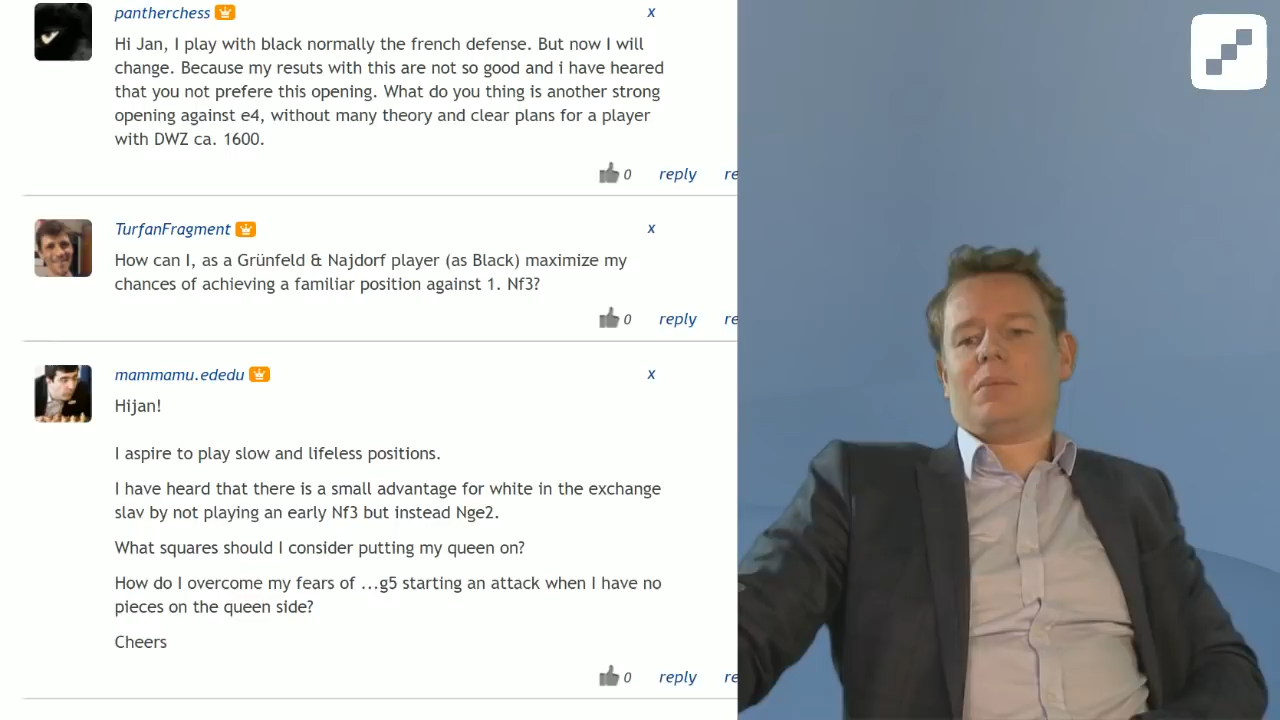 pantherchess
x
Hi Jan, I play with black normally the french defense. But now I will
change. Because my resuts with this are not so good and i have heared
that you not prefere this opening. What do you thing is another strong
opening against e4, without many theory and clear plans for a player
with DWZ ca. 1600.
0 reply re
TurfanFragment
x
How can I, as a Grünfeld & Najdorf player (as Black) maximize my
chances of achieving a familiar position against 1. Nf3?
0 reply re
mammamu.ededu
x
Hijan!
I aspire to play slow and lifeless positions.
I have heard that there is a small advantage for white in the exchange
slav by not playing an early Nf3 but instead Nge2.
What squares should I consider putting my queen on?
How do I overcome my fears of ...g5 starting an attack when I have no
pieces on the queen side?
Cheers
0 reply re